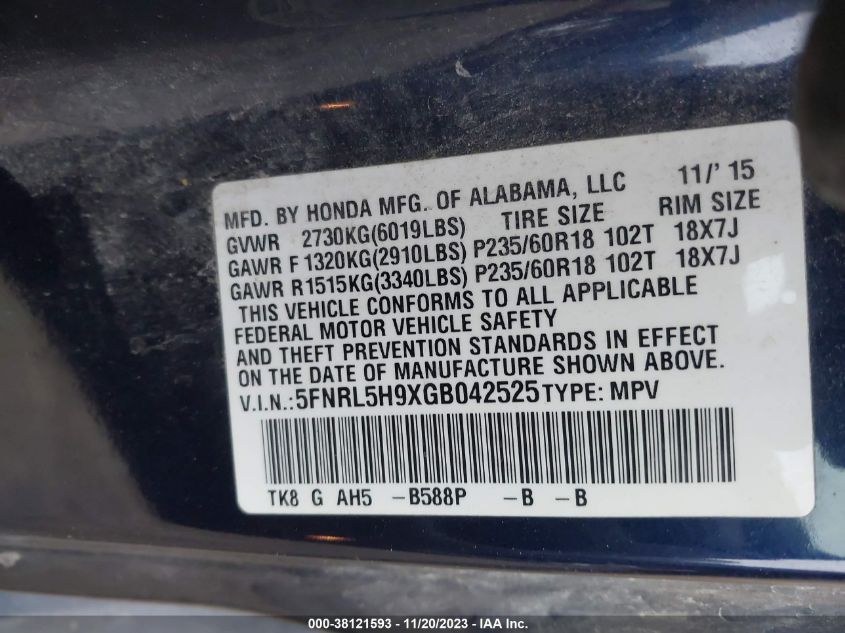 MFD. BY HONDA MFG. OF ALABAMA, LLC 11/' 15
GVWR 2730KG(6019LBS) TIRE SIZE RIM SIZE
GAWR F 1320KG(2910LBS) P235/60R18 102T 18X7J
GAWR R1515KG(3340LBS) P235/60R18 102T 18X7J
THIS VEHICLE CONFORMS TO ALL APPLICABLE
FEDERAL MOTOR VEHICLE SAFETY
AND THEFT PREVENTION STANDARDS IN EFFECT
ON THE DATE OF MANUFACTURE SHOWN ABOVE.
V.I.N.:5FNRL5H9XGB042525 TYPE: MPV
TK8 G AH5 -B588P -B -B
000-38121593 — 11/20/2023 — IAA Inc.